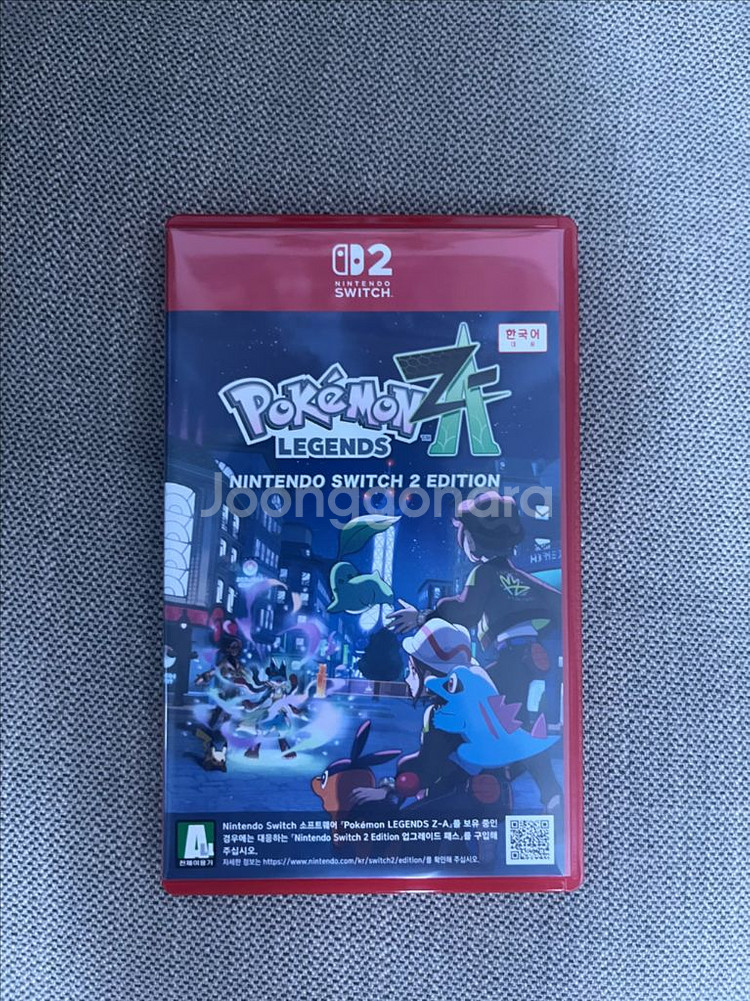 2
NINTENDO
SWITCH
한국어
대응
POKéMON
LEGENDS
ZA
TM
NINTENDO SWITCH 2 EDITION
Joonggonara
A
전체이용가
Nintendo Switch 소프트웨어 「Pokémon LEGENDS Z-A」를 보유 중인
경우에는 대응하는 「Nintendo Switch 2 Edition 업그레이드 패스」를 구입해
주십시오.
자세한 정보는 https://www.nintendo.com/kr/switch2/edition/를 확인해 주십시오.